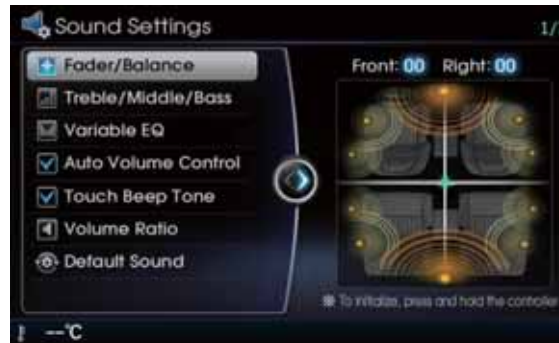 Sound Settings
1/
Fader/Balance
Front: 00 Right: 00
Treble/Middle/Bass
Variable EQ
Auto Volume Control
Touch Beep Tone
Volume Ratio
Default Sound
※ To initialize, press and hold the controller
--°C